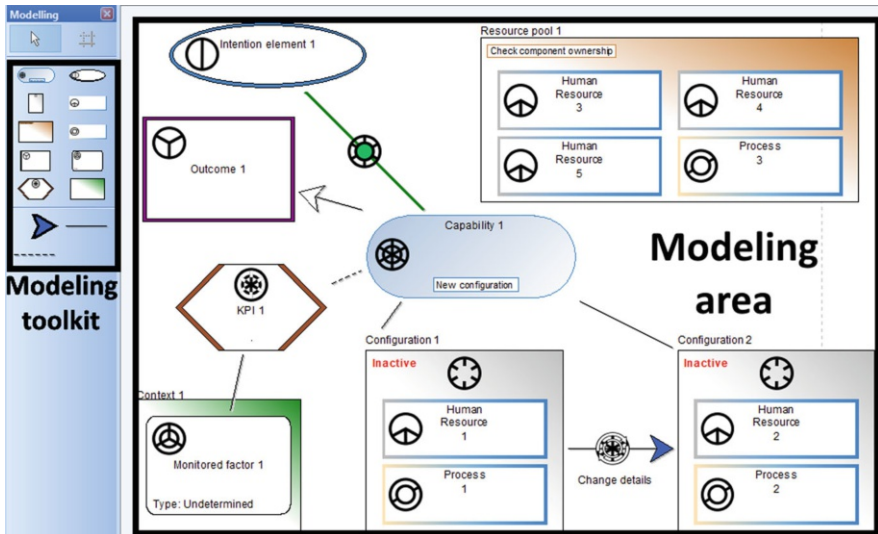 Modelling
Modeling
toolkit
Intention element 1
Outcome 1
Resource pool 1
Check component ownership
Human
Resource
3
Human
Resource
4
Human
Resource
5
Process
3
Capability 1
New configuration
Modeling
area
KPI 1
Context 1
Monitored factor 1
Type: Undetermined
Configuration 1
Inactive
Human
Resource
1
Process
1
Change details
Configuration 2
Inactive
Human
Resource
2
Process
2